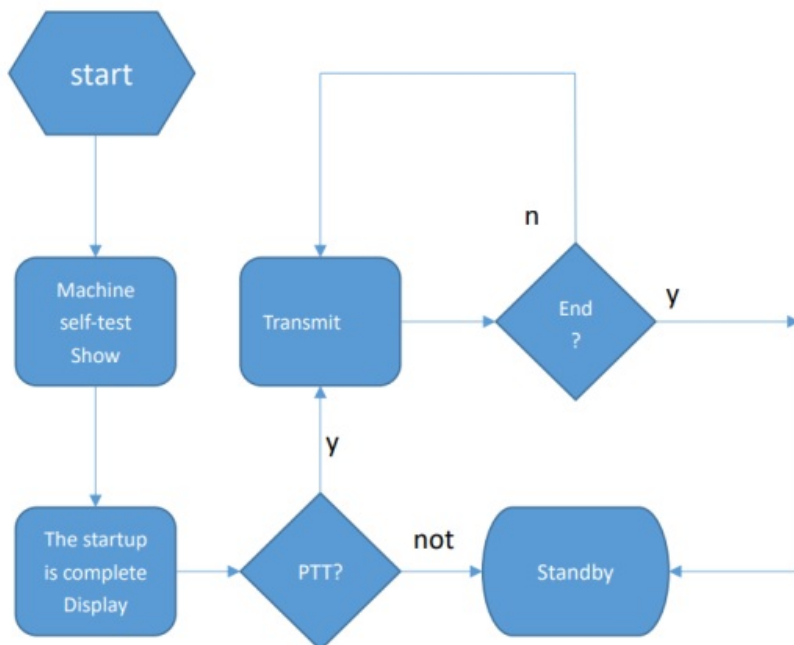 start
n
Machine
self-test
Show
Transmit
End
?
y
y
The startup
is complete
Display
PTT?
not
Standby